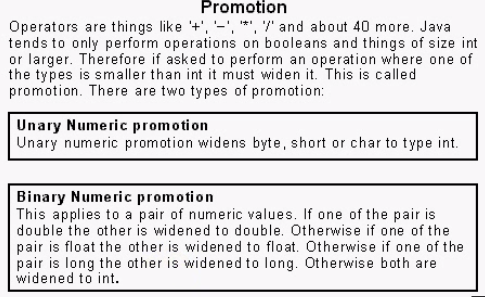 Promotion
Operators are things like '+', '–', '*', '/' and about 40 more. Java
tends to only perform operations on booleans and things of size int
or larger. Therefore if asked to perform an operation where one of
the types is smaller than int it must widen it. This is called
promotion. There are two types of promotion:
Unary Numeric promotion
Unary numeric promotion widens byte, short or char to type int.
Binary Numeric promotion
This applies to a pair of numeric values. If one of the pair is
double the other is widened to double. Otherwise if one of the
pair is float the other is widened to float. Otherwise if one of the
pair is long the other is widened to long. Otherwise both are
widened to int.